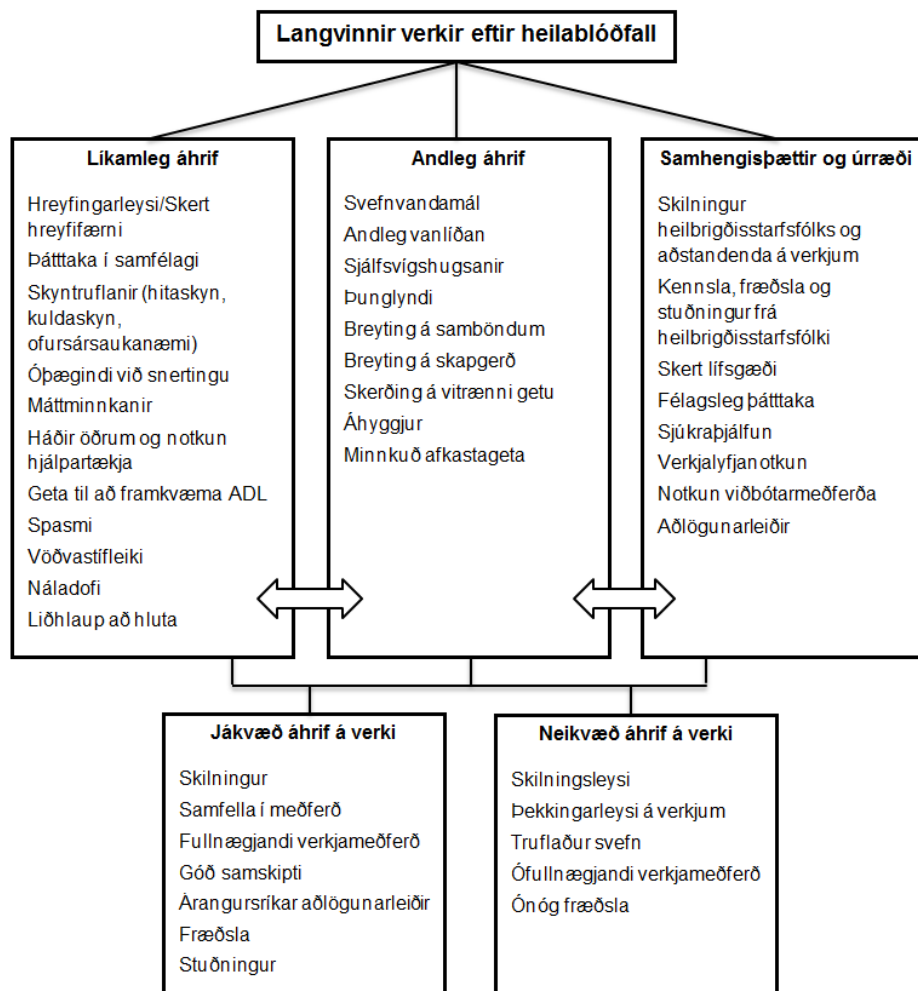 Langvinnir verkir eftir heilablóðfall
Líkamleg áhrif
Hreyfingarleysi/Skert
hreyfifærni
Þátttaka í samfélagi
Skyntruflanir (hitaskyn,
kuldaskyn,
ofursársaukanæmi)
Óþægindi við snertingu
Máttminnkanir
Háðir öðrum og notkun
hjálpartækja
Geta til að framkvæma ADL
Spasmi
Vöðvastífleiki
Náladofi
Liðhlaup að hluta
Andleg áhrif
Svefnvandamál
Andleg vanlíðan
Sjálfsvígshugsanir
Þunglyndi
Breyting á samböndum
Breyting á skapgerð
Skerðing á vitrænni getu
Áhyggjur
Minnkuð afkastageta
Samhengisþættir og úrræði
Skilningur
heilbrigðisstarfsfólks og
aðstandenda á verkjum
Kennsla, fræðsla og
stuðningur frá
heilbrigðisstarfsfólki
Skert lífsgæði
Félagsleg þátttaka
Sjúkraþjálfun
Verkjalyfjanotkun
Notkun viðbótarmeðferða
Aðlögunarleiðir
Jákvæð áhrif á verki
Skilningur
Samfella í meðferð
Fullnægjandi verkjameðferð
Góð samskipti
Árangursríkar aðlögunarleiðir
Fræðsla
Stuðningur
Neikvæð áhrif á verki
Skilningsleysi
Þekkingarleysi á verkjum
Truflaður svefn
Ófullnægjandi verkjameðferð
Ónóg fræðsla